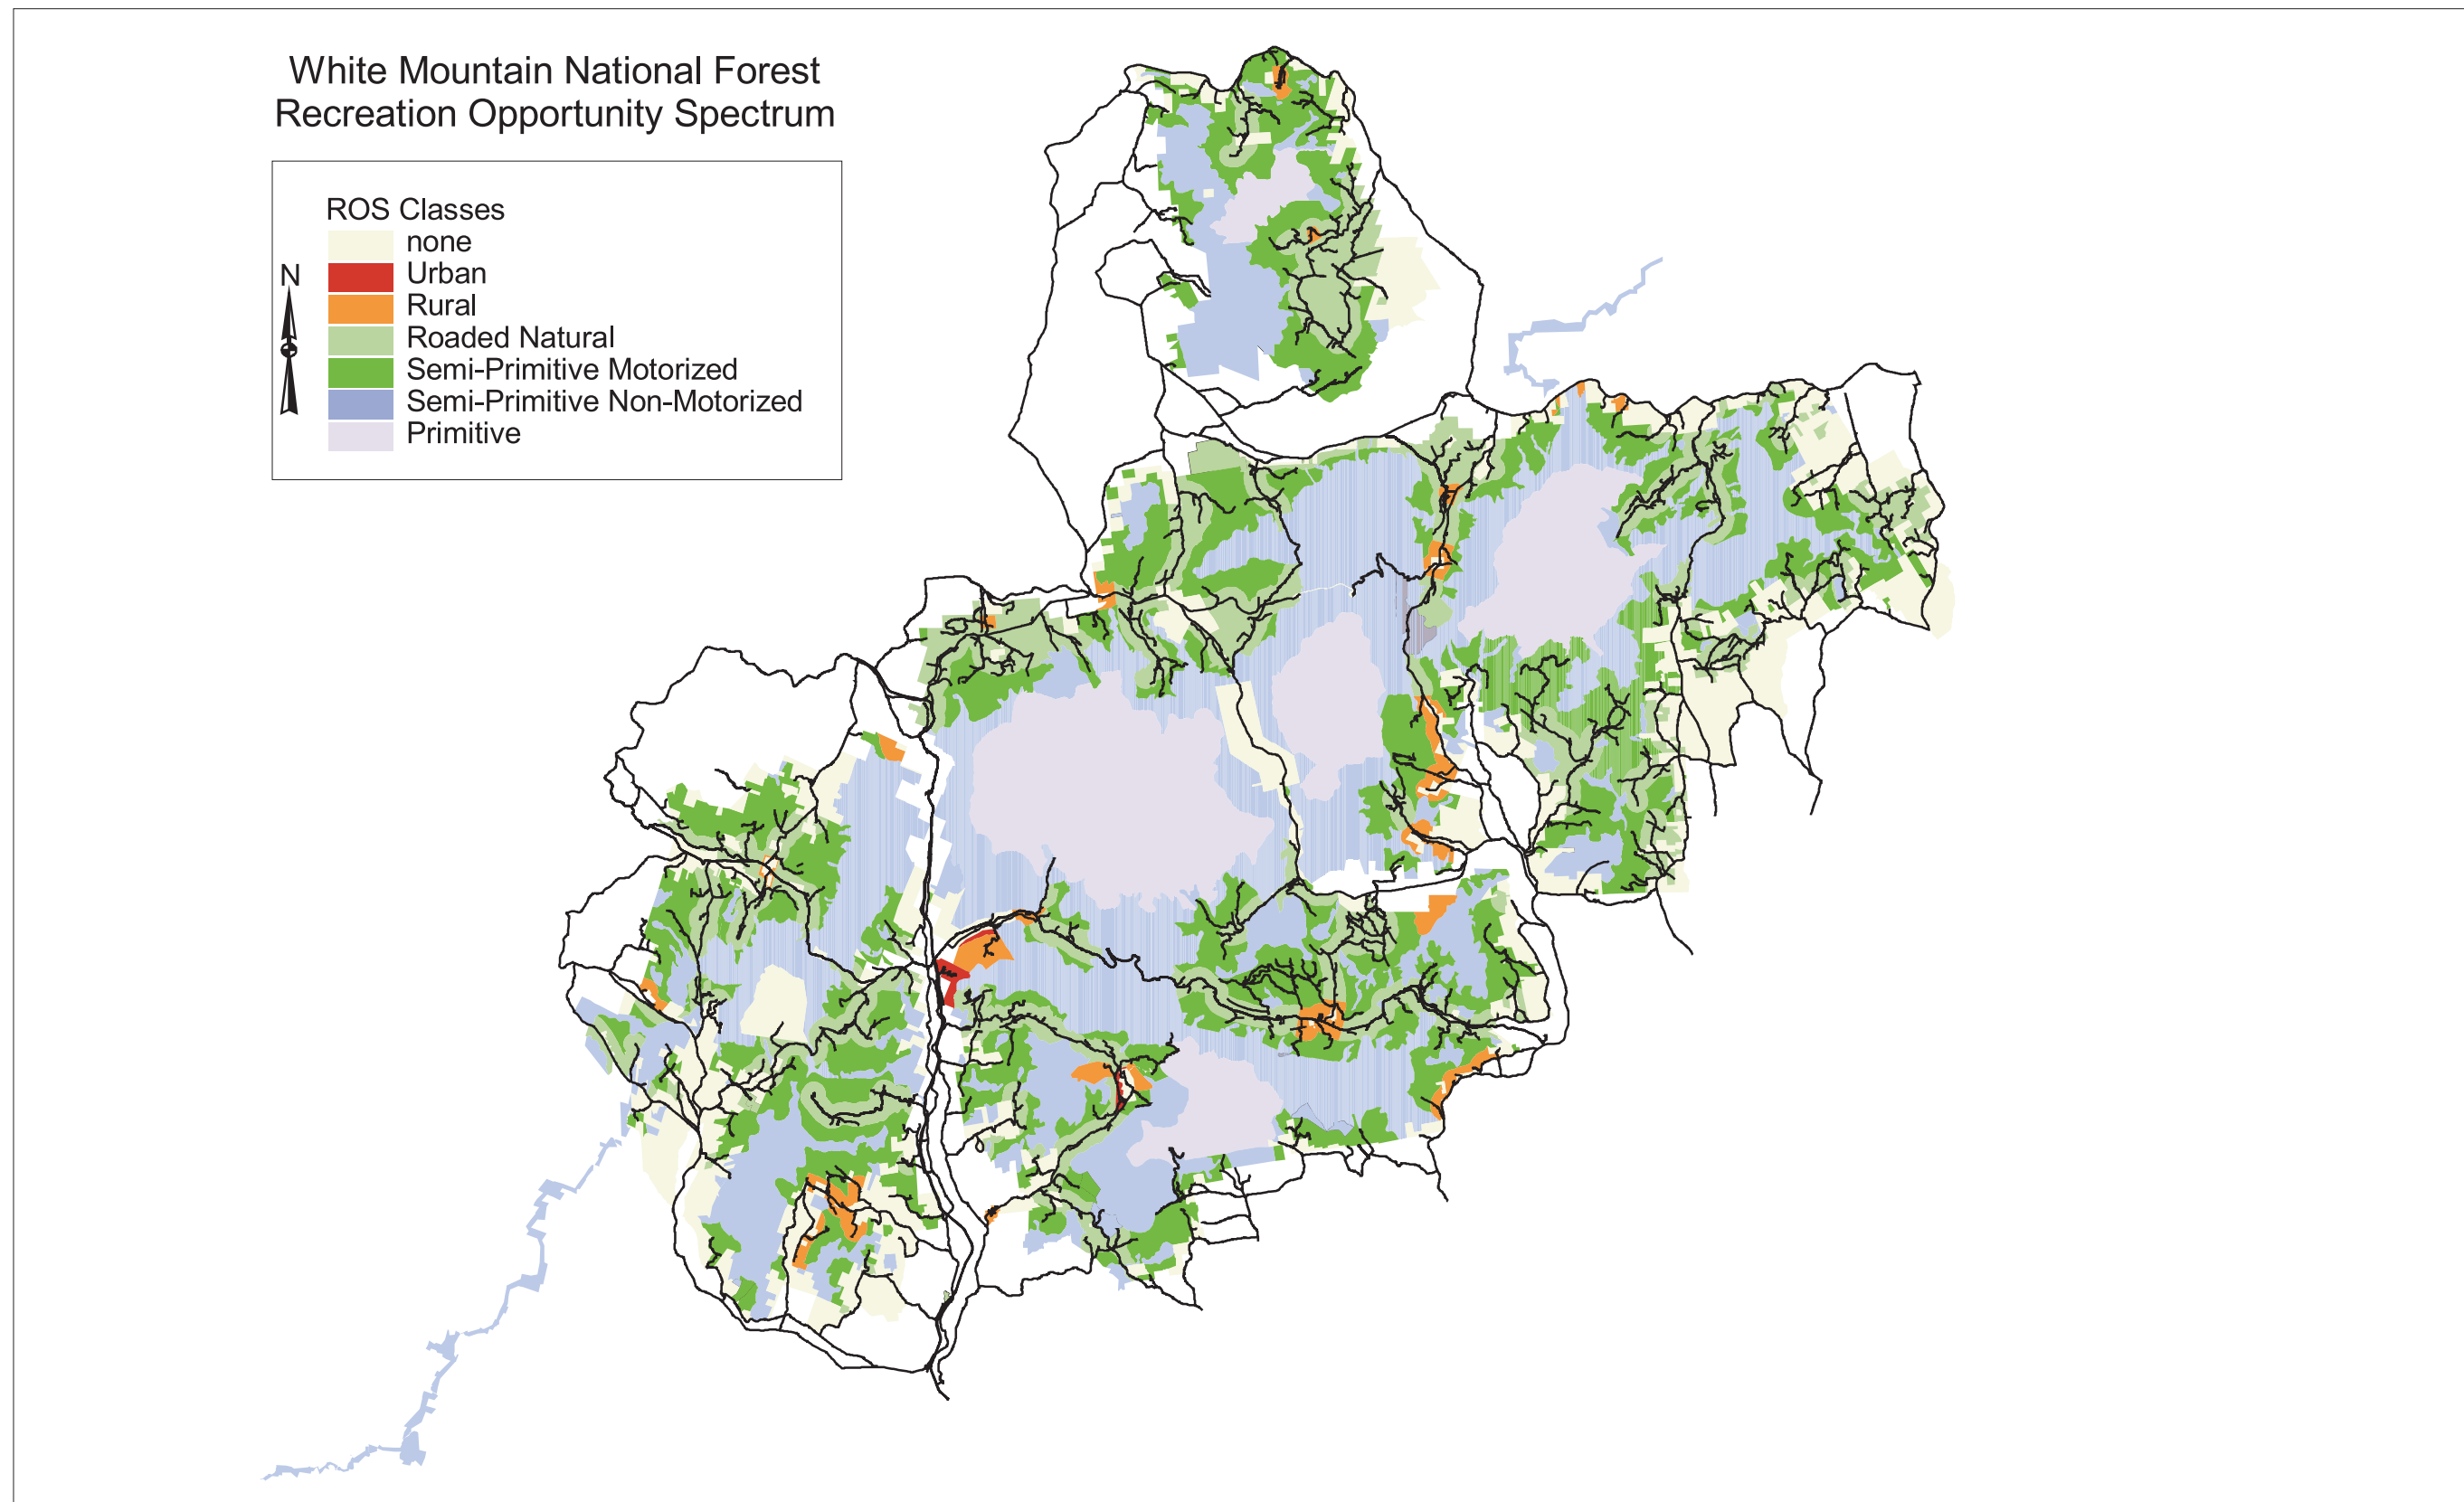 White Mountain National Forest
Recreation Opportunity Spectrum
ROS Classes
none
Urban
Rural
Roaded Natural
Semi-Primitive Motorized
Semi-Primitive Non-Motorized
Primitive
N